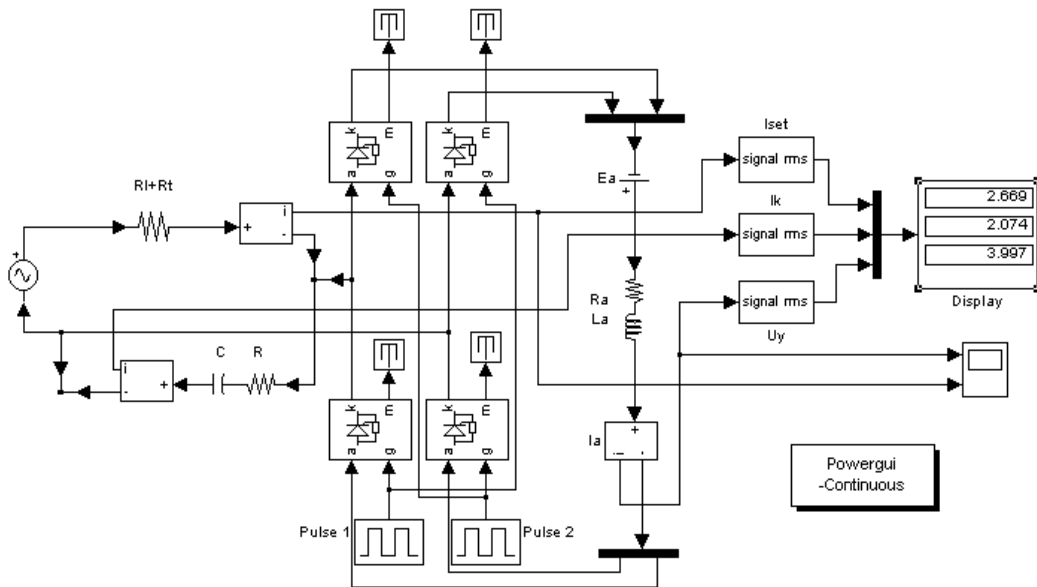 k m
a g
k m
a g
Iset
signal rms
Ea
+
Rl+Rt
+ i -
Ik
signal rms
2.669
2.074
3.997
Display
+
Ra
La
signal rms
Uy
C R
i - +
k m
a g
k m
a g
Ia
+
i -
Powergui
-Continuous
Pulse 1
Pulse 2